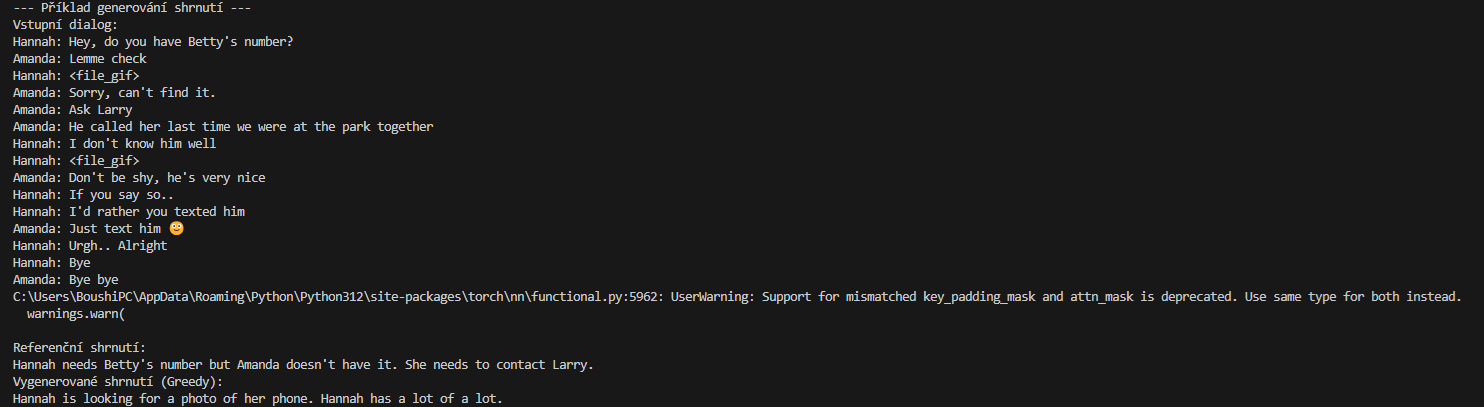 --- Příklad generování shrnutí ---
Vstupní dialog:
Hannah: Hey, do you have Betty's number?
Amanda: Lemme check
Hannah: <file_gif>
Amanda: Sorry, can't find it.
Amanda: Ask Larry
Amanda: He called her last time we were at the park together
Hannah: I don't know him well
Hannah: <file_gif>
Amanda: Don't be shy, he's very nice
Hannah: If you say so..
Hannah: I'd rather you texted him
Amanda: Just text him 🙂
Hannah: Urgh.. Alright
Hannah: Bye
Amanda: Bye bye
C:\Users\BoushiPC\AppData\Roaming\Python\Python312\site-packages\torch\nn\functional.py:5962: UserWarning: Support for mismatched key_padding_mask and attn_mask is deprecated. Use same type for both instead.
  warnings.warn(
Referenční shrnutí:
Hannah needs Betty's number but Amanda doesn't have it. She needs to contact Larry.
Vygenerované shrnutí (Greedy):
Hannah is looking for a photo of her phone. Hannah has a lot of a lot.